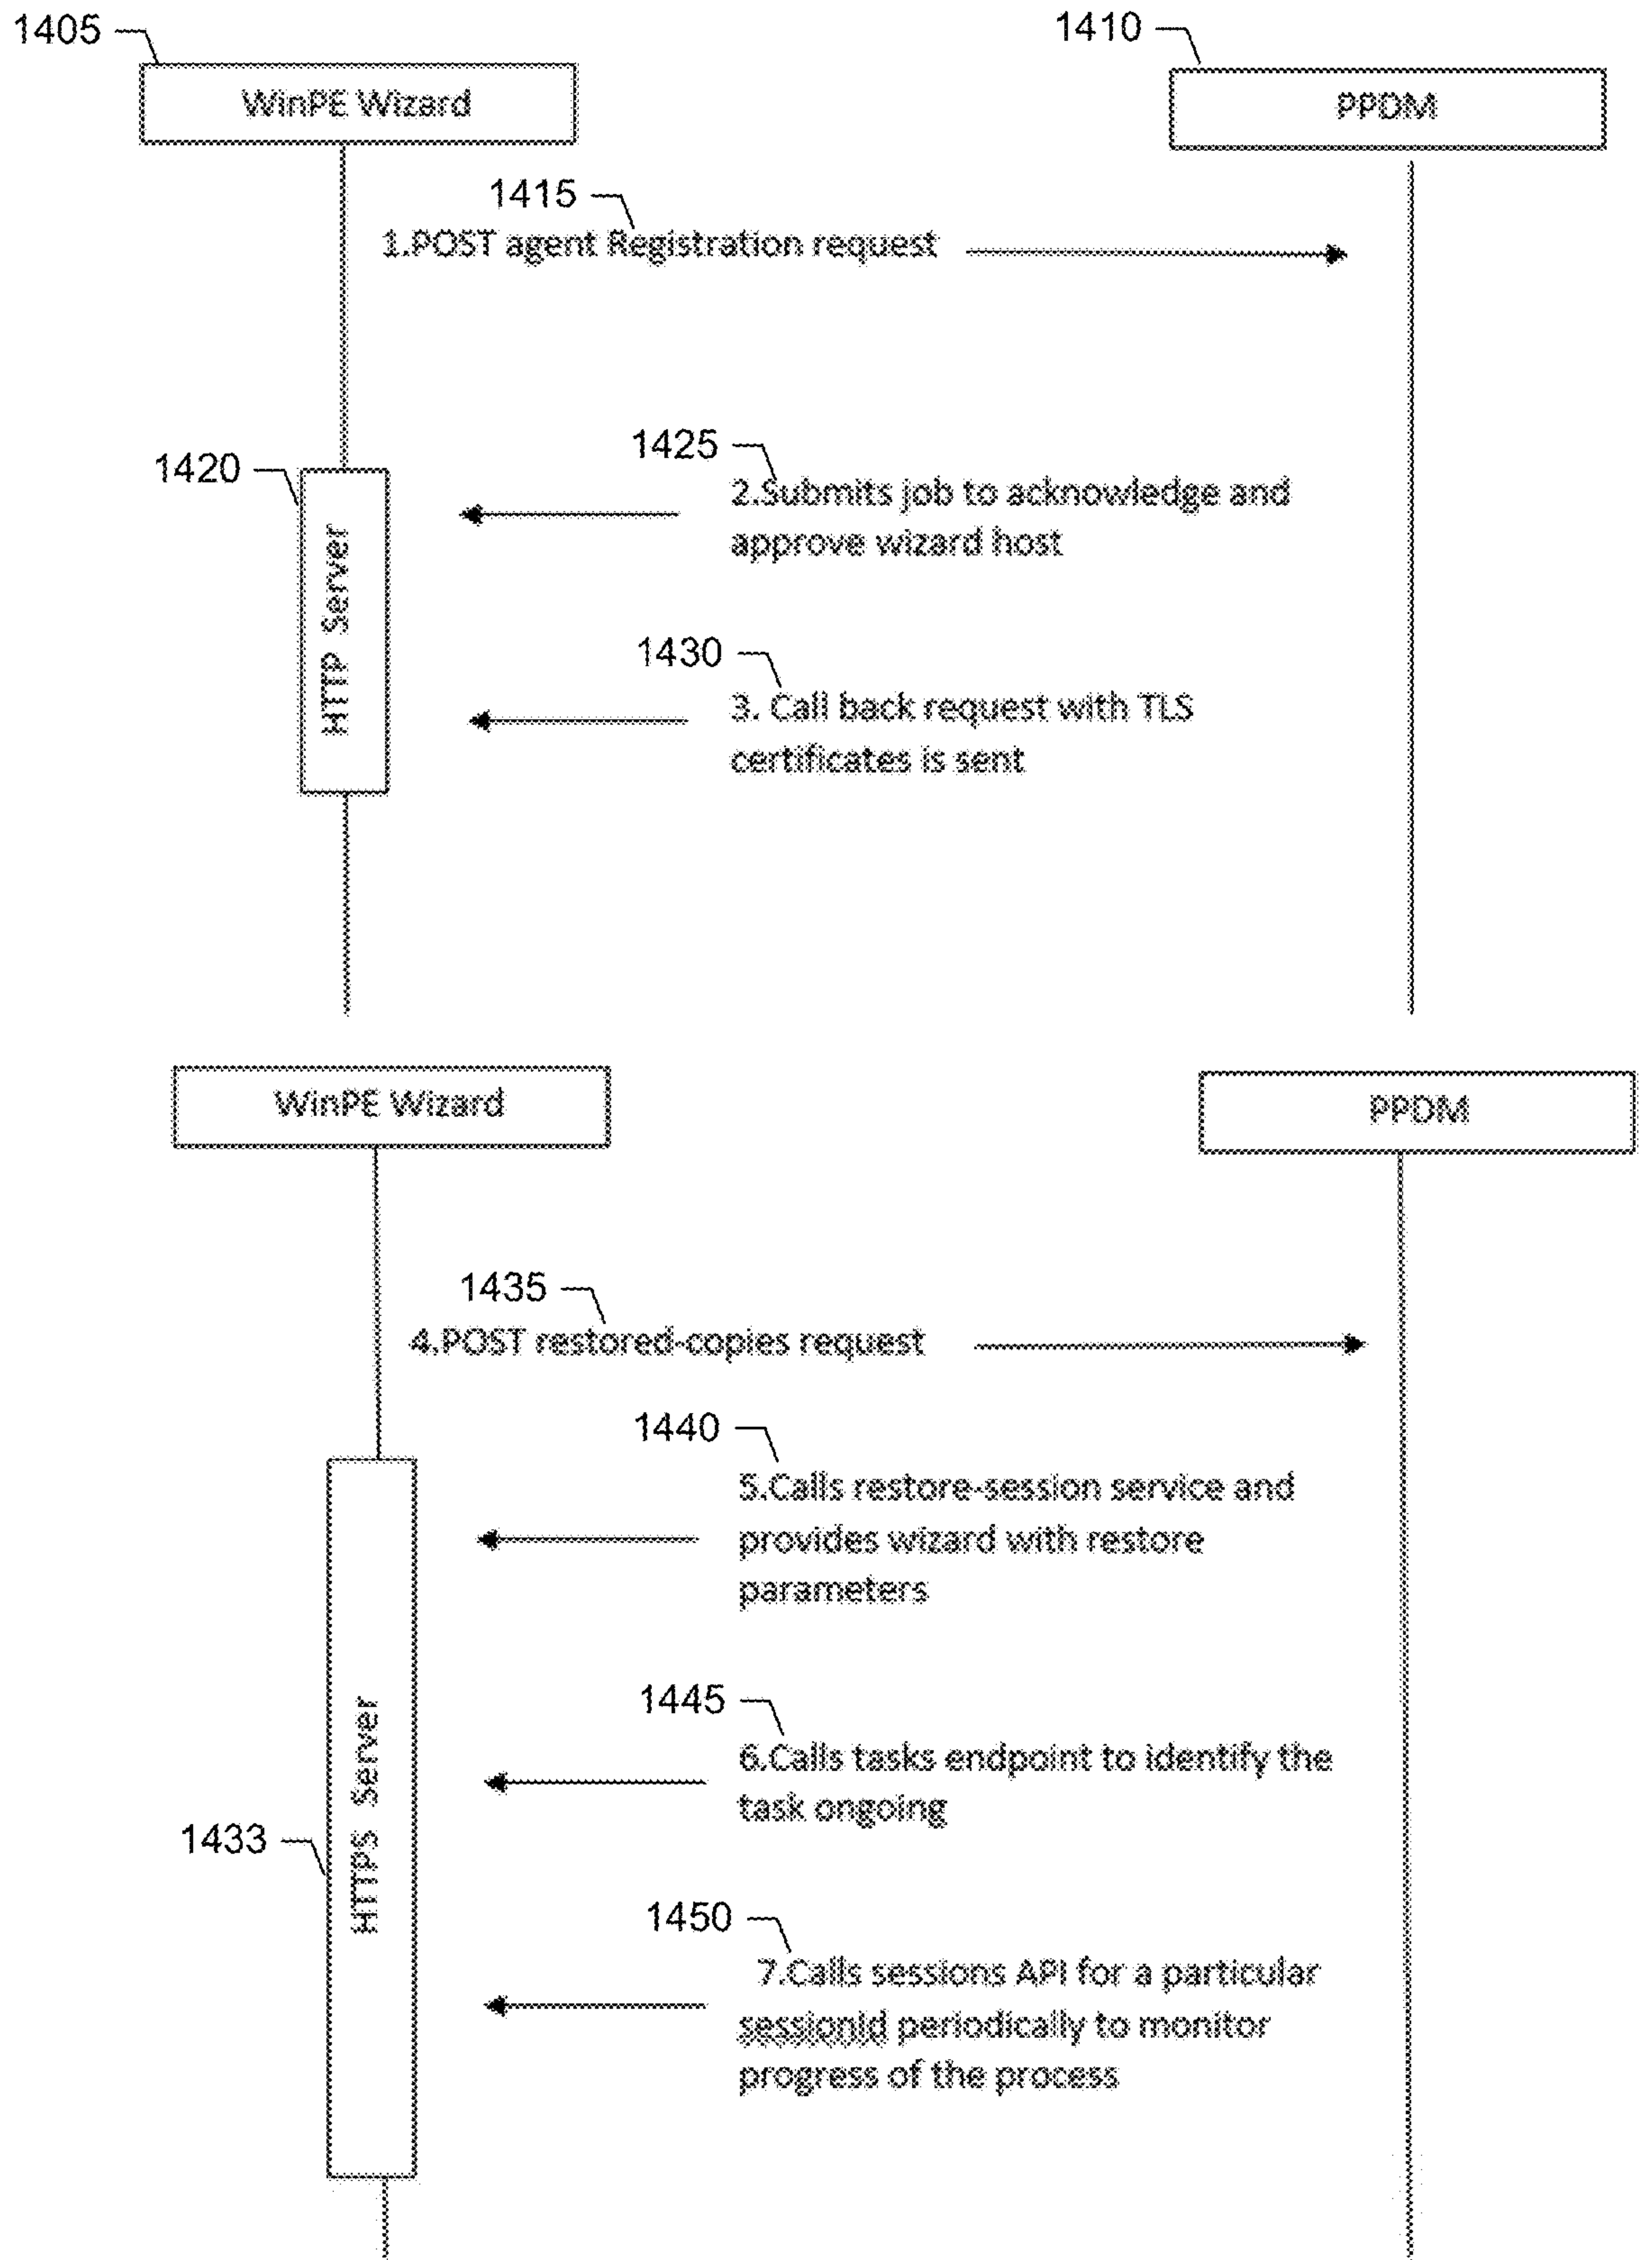 1405
1410
WinPE Wizard
PPDM
1415
1.POST agent Registration request
1420
HTTP Server
1425
2.Submits job to acknowledge and
approve wizard host
1430
3. Call back request with TLS
certificates is sent
WinPE Wizard
PPDM
1435
4.POST restored-copies request
1440
5.Calls restore-session service and
provides wizard with restore
parameters
1445
6.Calls tasks endpoint to identify the
task ongoing
1433
HTTPS Server
1450
7.Calls sessions API for a particular
sessionId periodically to monitor
progress of the process